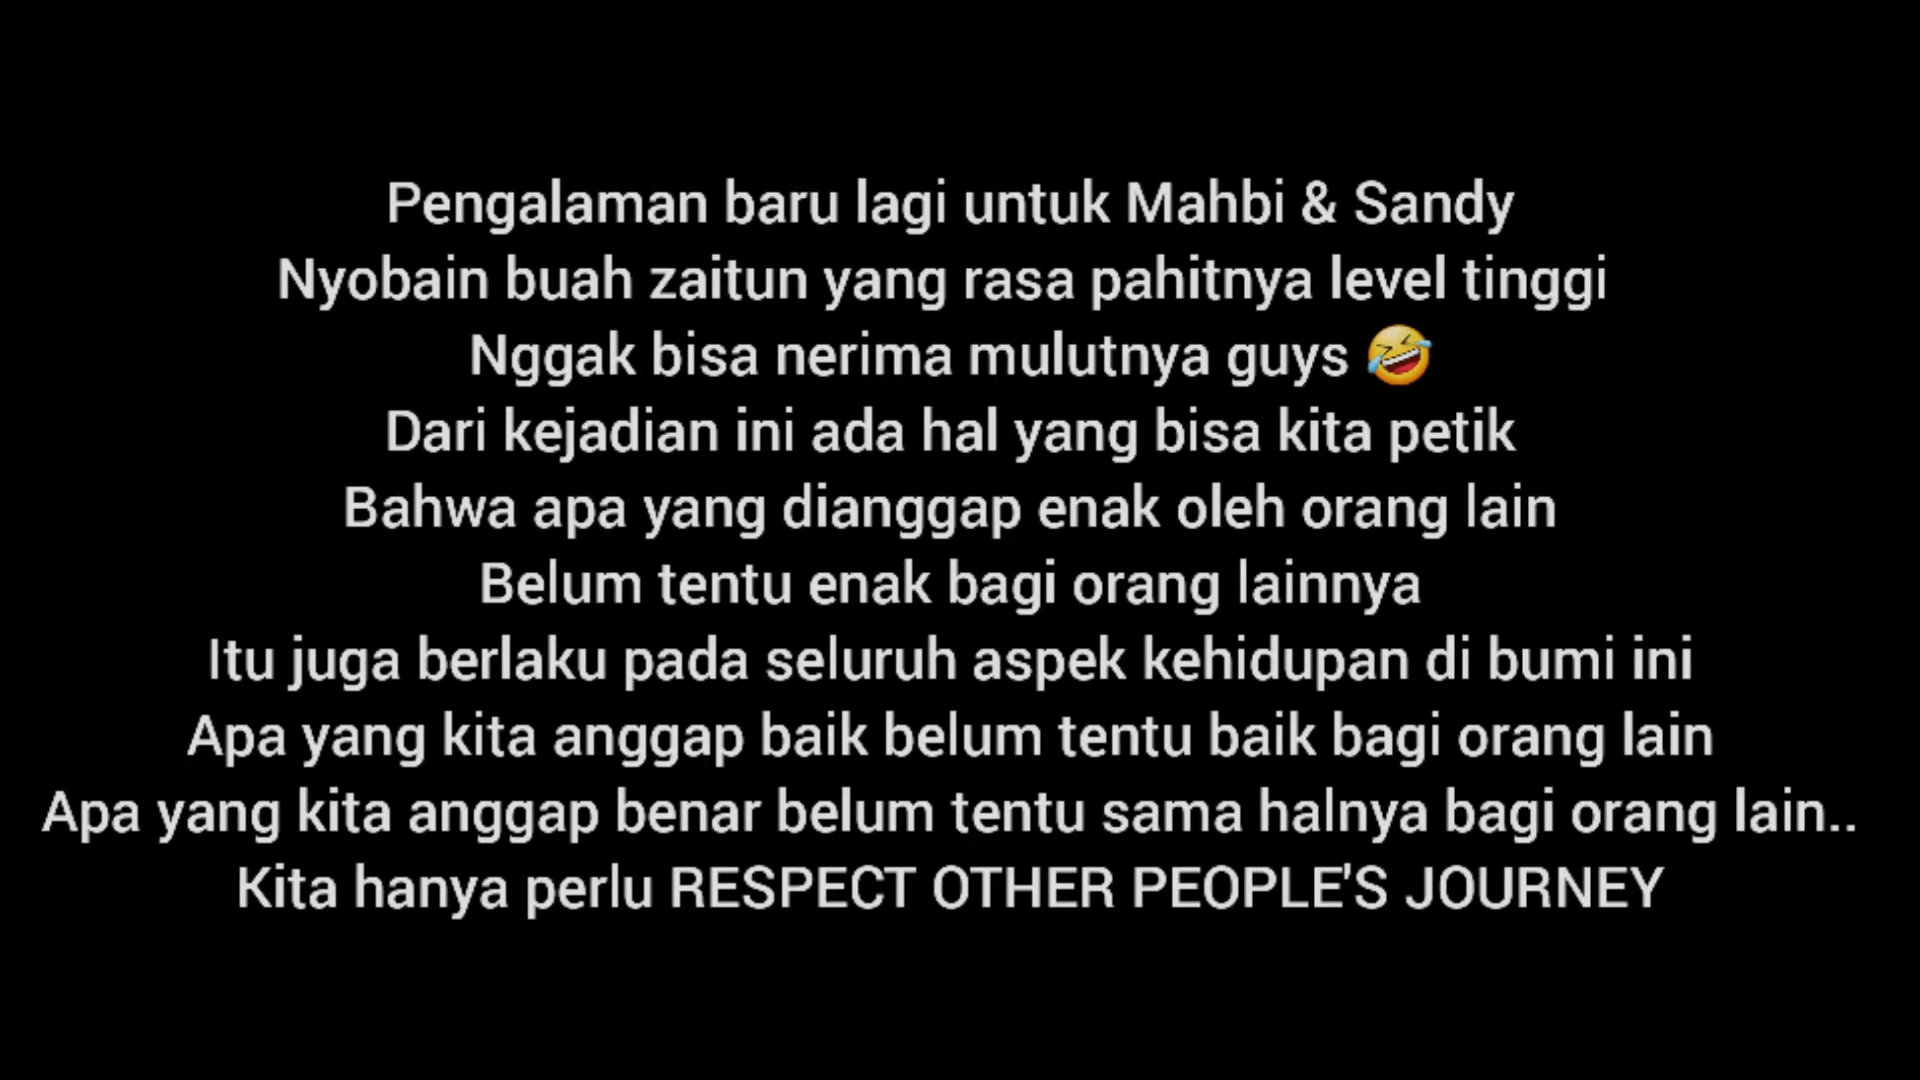 Pengalaman baru lagi untuk Mahbi & Sandy
Nyobain buah zaitun yang rasa pahitnya level tinggi
Nggak bisa nerima mulutnya guys 🤣
Dari kejadian ini ada hal yang bisa kita petik
Bahwa apa yang dianggap enak oleh orang lain
Belum tentu enak bagi orang lainnya
Itu juga berlaku pada seluruh aspek kehidupan di bumi ini
Apa yang kita anggap baik belum tentu baik bagi orang lain
Apa yang kita anggap benar belum tentu sama halnya bagi orang lain..
Kita hanya perlu RESPECT OTHER PEOPLE'S JOURNEY